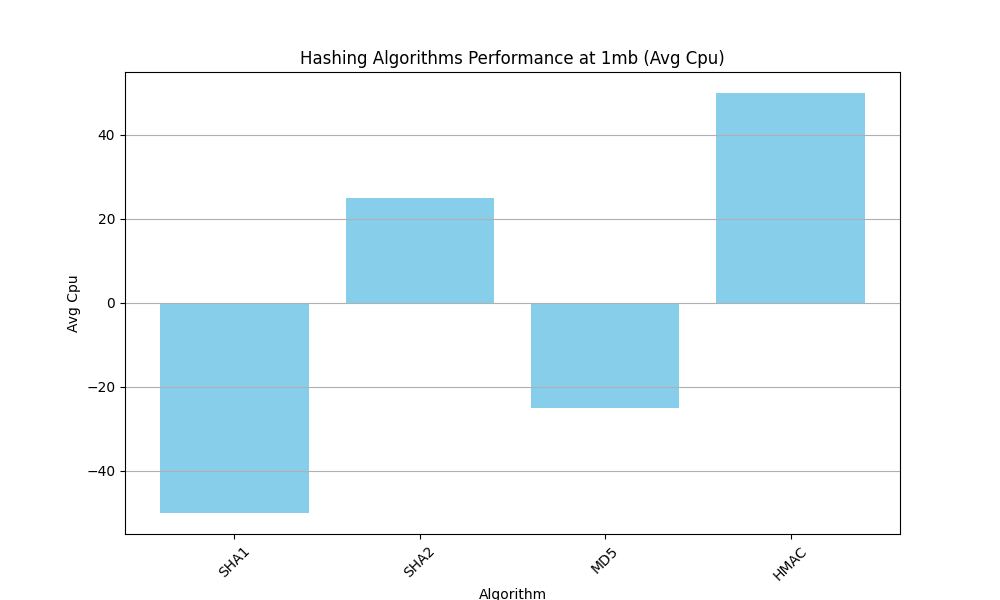 Hashing Algorithms Performance at 1mb (Avg Cpu)
40
20
0
−20
−40
Avg Cpu
SHA1
SHA2
MD5
HMAC
Algorithm